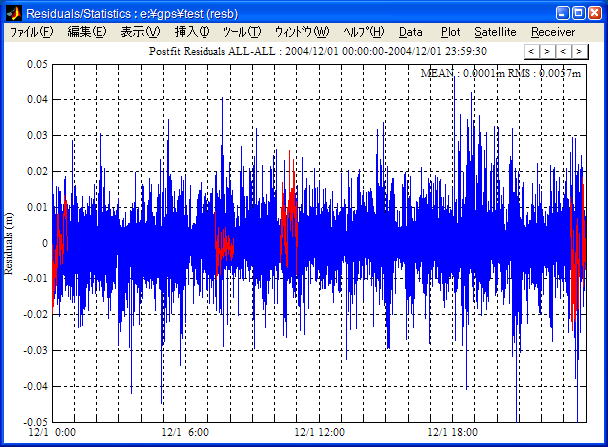 Residuals/Statistics : e:¥gps¥test (resb)
ﾌｧｲﾙ(F) 編集(E) 表示(V) 挿入(I) ﾂｰﾙ(T) ｳｨﾝﾄﾞｳ(W) ﾍﾙﾌﾟ(H) Data Plot Satellite Receiver
Postfit Residuals ALL-ALL : 2004/12/01 00:00:00-2004/12/01 23:59:30
< > < >
MEAN : 0.0001m RMS : 0.0057m
0.05
0.04
0.03
0.02
0.01
0
-0.01
-0.02
-0.03
-0.04
-0.05
Residuals (m)
12/1 0:00 12/1 6:00 12/1 12:00 12/1 18:00